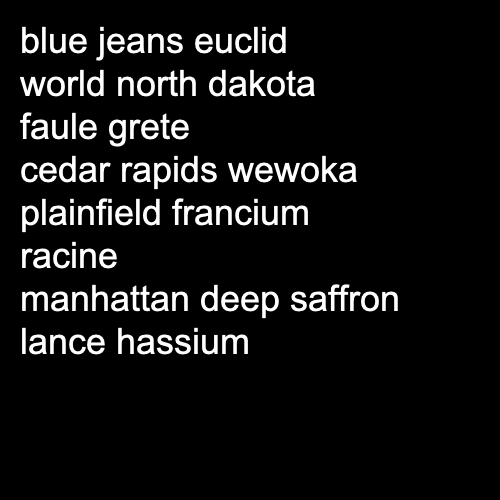 blue jeans euclid
world north dakota
faule grete
cedar rapids wewoka
plainfield francium
racine
manhattan deep saffron
lance hassium